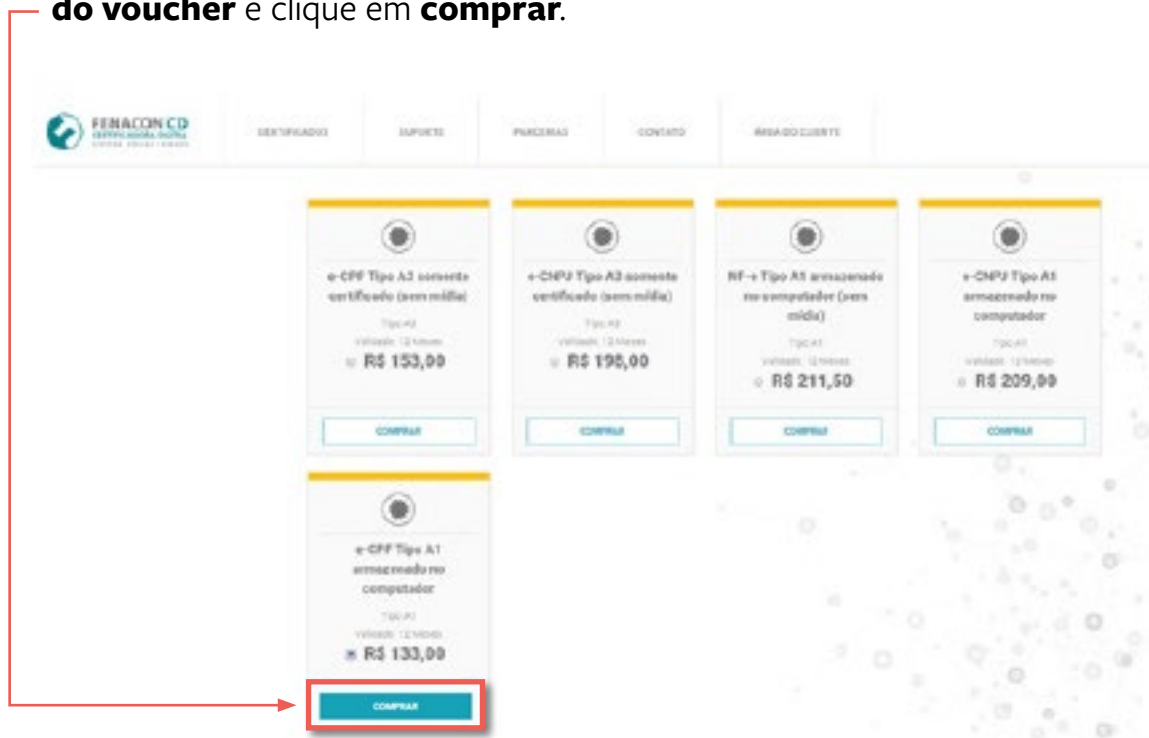 do voucher e clique em comprar.
FENACON CD
CERTIFICADORA DIGITAL
CERTIFICADOS SUPORTE PARCERIAS CONTATO ÁREA DO CLIENTE
e-CPF Tipo A3 somente
certificado (sem mídia)
Tipo A3
Validade: 12 Meses
R$ 153,00
COMPRAR
e-CNPJ Tipo A3 somente
certificado (sem mídia)
Tipo A3
Validade: 12 Meses
R$ 198,00
COMPRAR
NF-e Tipo A1 armazenado
no computador (sem
mídia)
Tipo A1
Validade: 12 Meses
R$ 211,50
COMPRAR
e-CNPJ Tipo A1
armazenado no
computador
Tipo A1
Validade: 12 Meses
R$ 209,00
COMPRAR
e-CPF Tipo A1
armazenado no
computador
Tipo A1
Validade: 12 Meses
R$ 133,00
COMPRAR